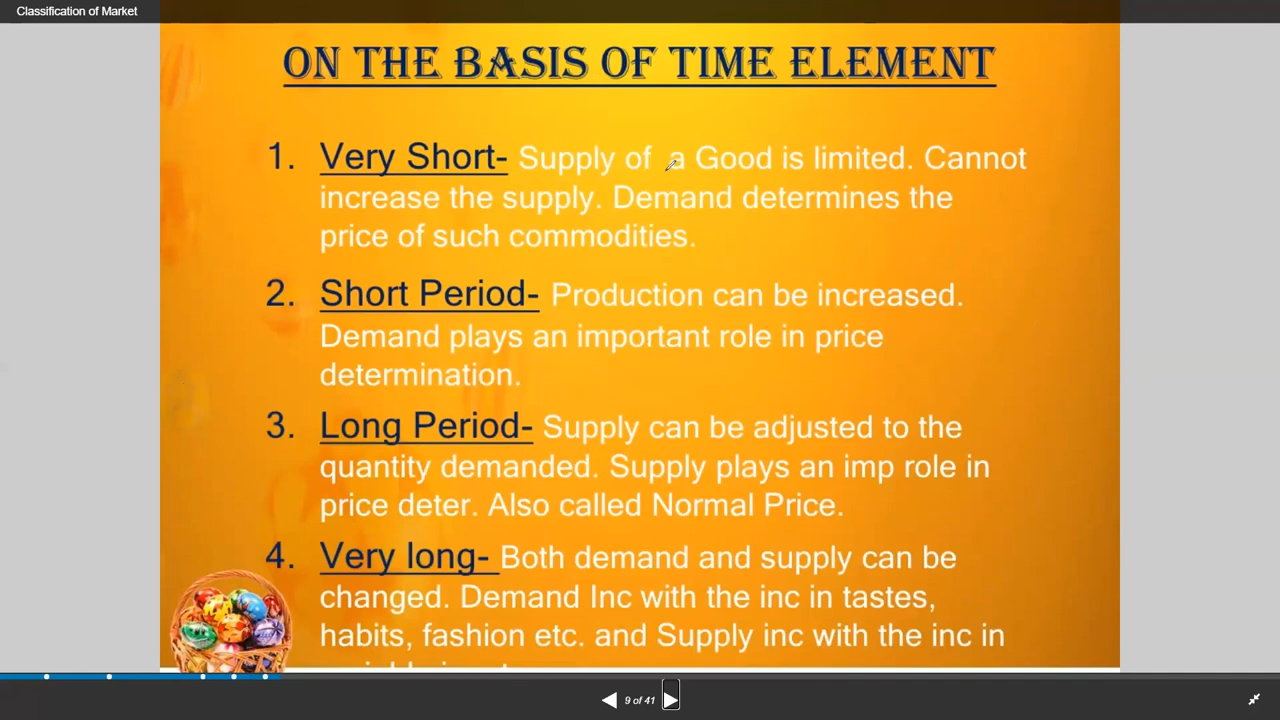 Classification of Market
ON THE BASIS OF TIME ELEMENT
1. Very Short- Supply of a Good is limited. Cannot
increase the supply. Demand determines the
price of such commodities.
2. Short Period- Production can be increased.
Demand plays an important role in price
determination.
3. Long Period- Supply can be adjusted to the
quantity demanded. Supply plays an imp role in
price deter. Also called Normal Price.
4. Very long- Both demand and supply can be
changed. Demand Inc with the inc in tastes,
habits, fashion etc. and Supply inc with the inc in
9 of 41